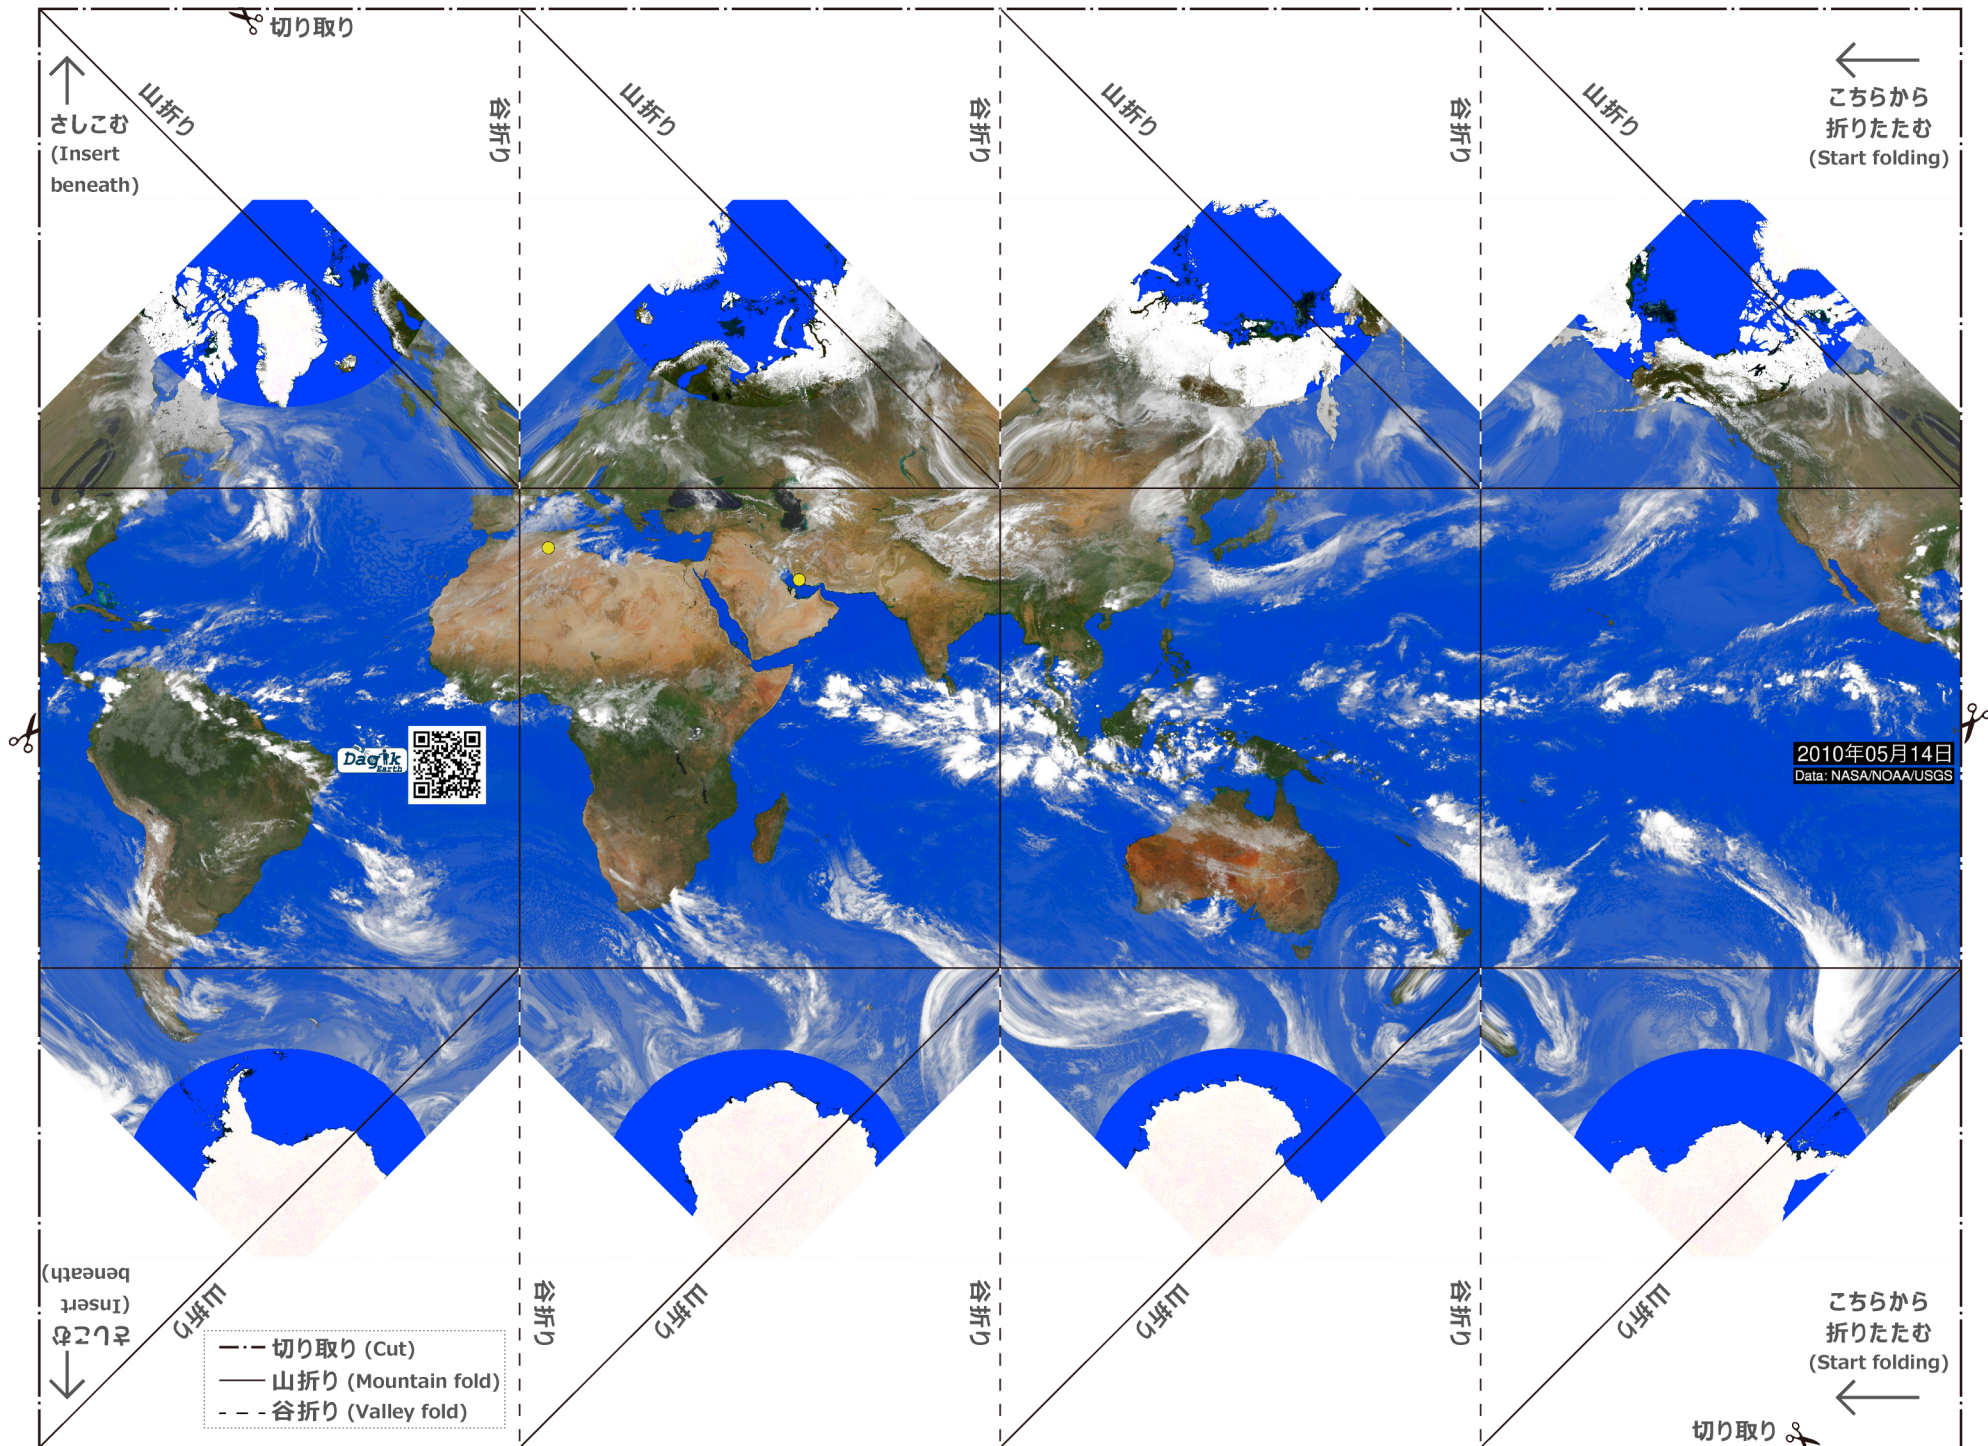 切り取り
さしこむ
(Insert
beneath)
山折り
谷折り
山折り
谷折り
山折り
谷折り
山折り
こちらから
折りたたむ
(Start folding)
Dagik
Earth
2010年05月14日
Data: NASA/NOAA/USGS
さしこむ
(Insert
beneath)
山折り
谷折り
山折り
谷折り
山折り
谷折り
山折り
こちらから
折りたたむ
(Start folding)
切り取り (Cut)
山折り (Mountain fold)
谷折り (Valley fold)
切り取り